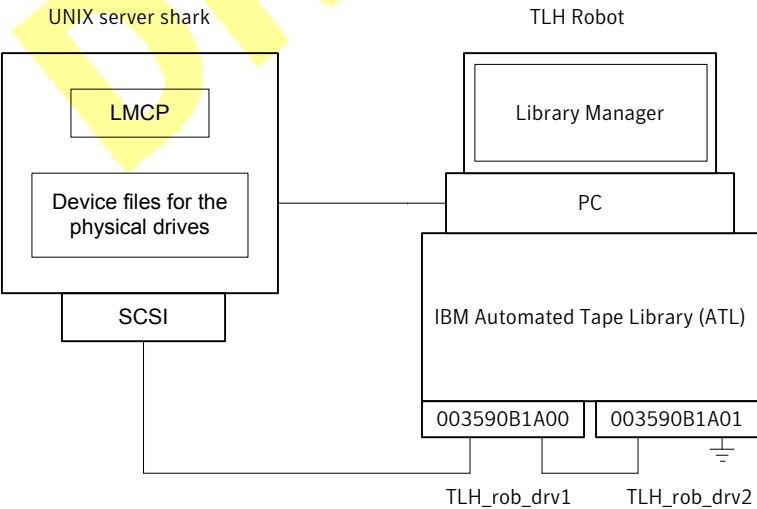 UNIX server shark
TLH Robot
LMCP
Library Manager
Device files for the
physical drives
PC
SCSI
IBM Automated Tape Library (ATL)
003590B1A00
003590B1A01
TLH_rob_drv1
TLH_rob_drv2